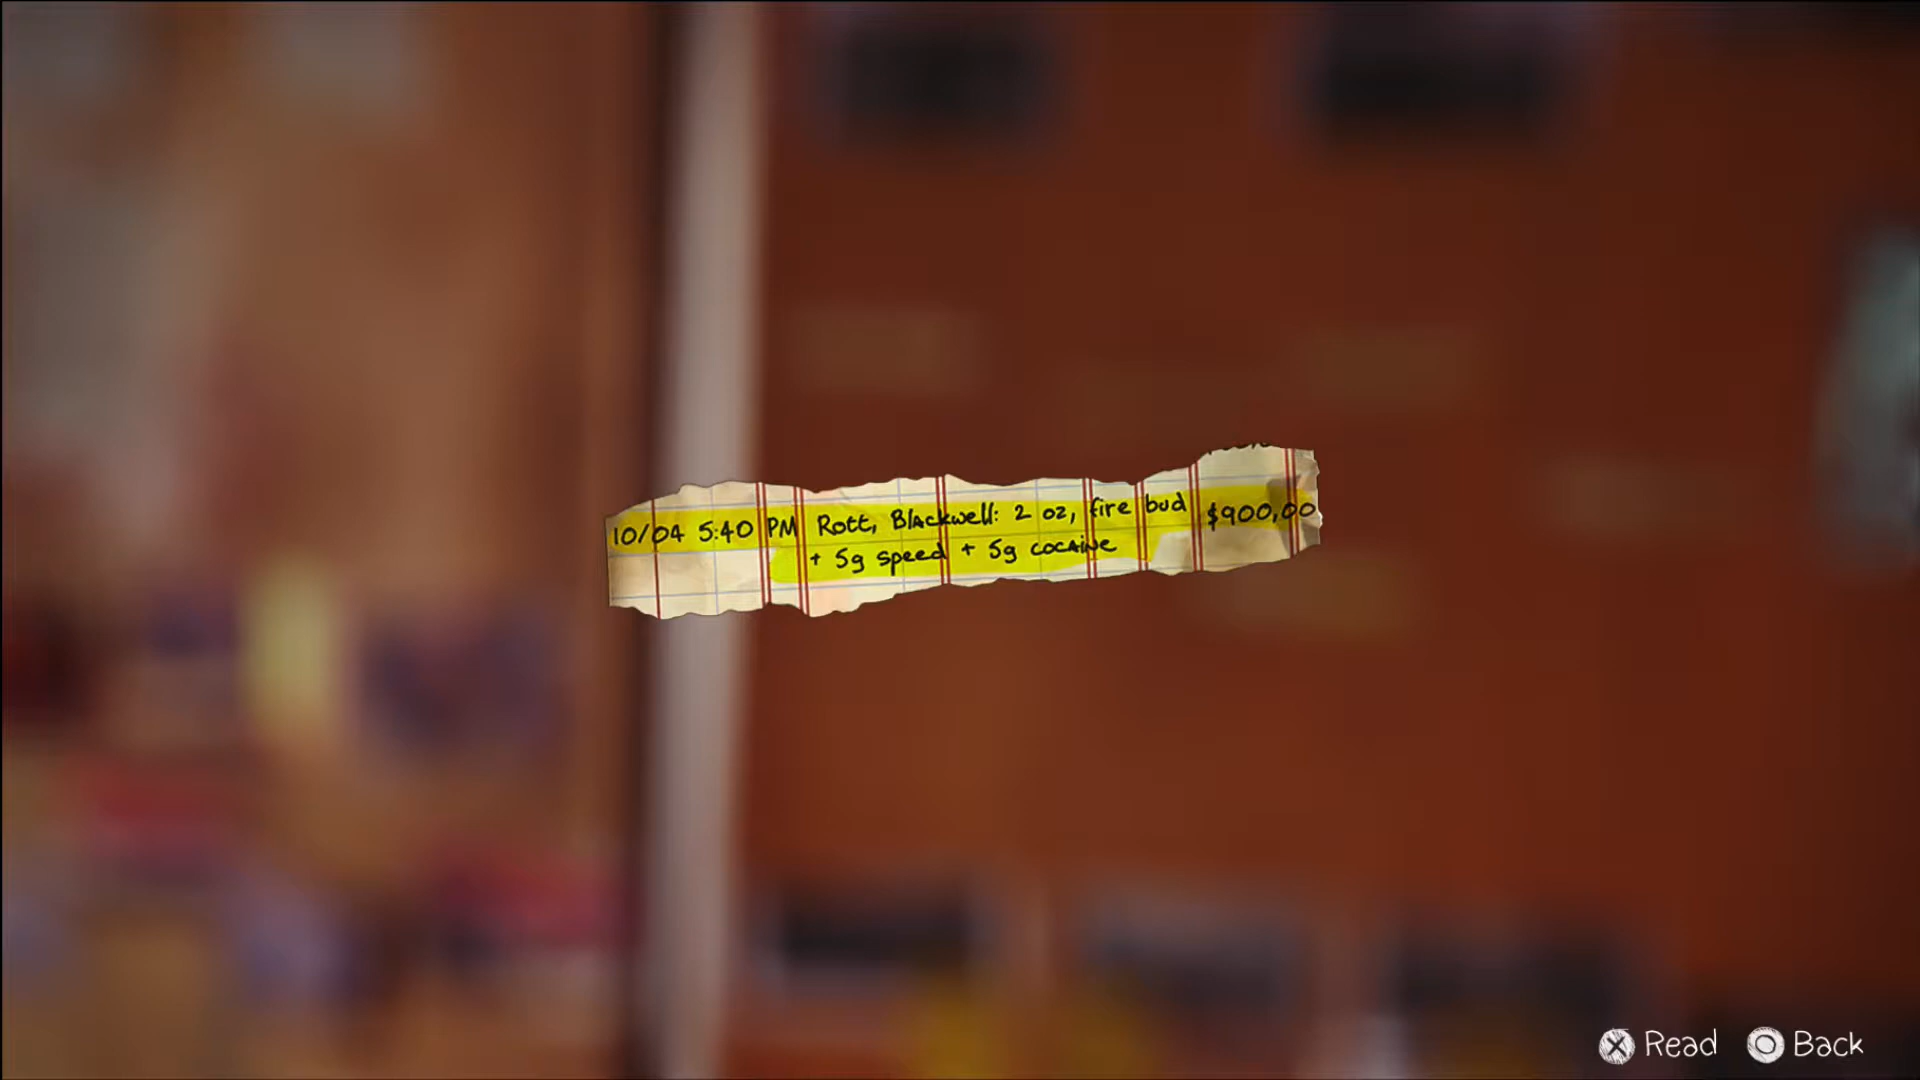 10/04 5:40 PM Rott, Blackwell: 2 oz, fire bud $900,00
+ 5g speed + 5g cocaine
Read Back